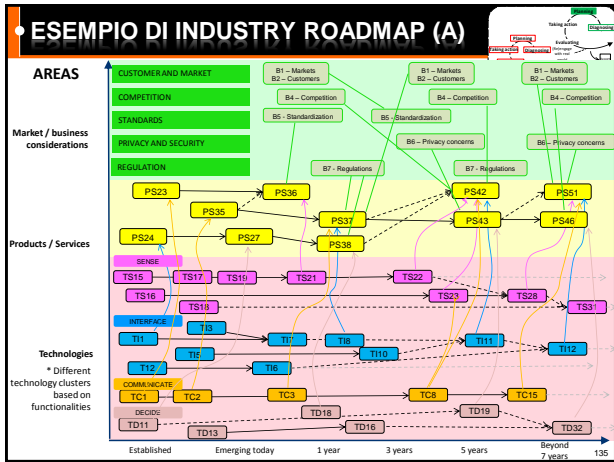 • ESEMPIO DI INDUSTRY ROADMAP (A)
Planning
Taking action
Diagnosing
Evaluating
Planning
Taking action
Diagnosing
AREAS
CUSTOMER AND MARKET
COMPETITION
STANDARDS
PRIVACY AND SECURITY
REGULATION
B1 – Markets
B2 – Customers
B1 – Markets
B2 – Customers
B1 – Markets
B2 – Customers
B4 – Competition
B4 – Competition
B4 – Competition
B5 - Standardization
B5 - Standardization
B6 – Privacy concerns
B6 – Privacy concerns
B7 - Regulations
B7 - Regulations
Market / business
considerations
PS23
PS36
PS42
PS51
PS35
PS37
PS43
PS46
PS24
PS27
PS38
Products / Services
SENSE
TS15
TS17
TS19
TS21
TS22
TS16
TS23
TS28
TS18
TS31
INTERFACE
TI3
TI1
TI8
TI11
TI5
TI10
TI12
TI6
TI12
Technologies
* Different
technology clusters
based on
functionalities
COMMUNICATE
TC1
TC2
TC3
TC8
TC15
DECIDE
TD18
TD19
TD11
TD13
TD16
TD32
Established
Emerging today
1 year
3 years
5 years
Beyond
7 years
135